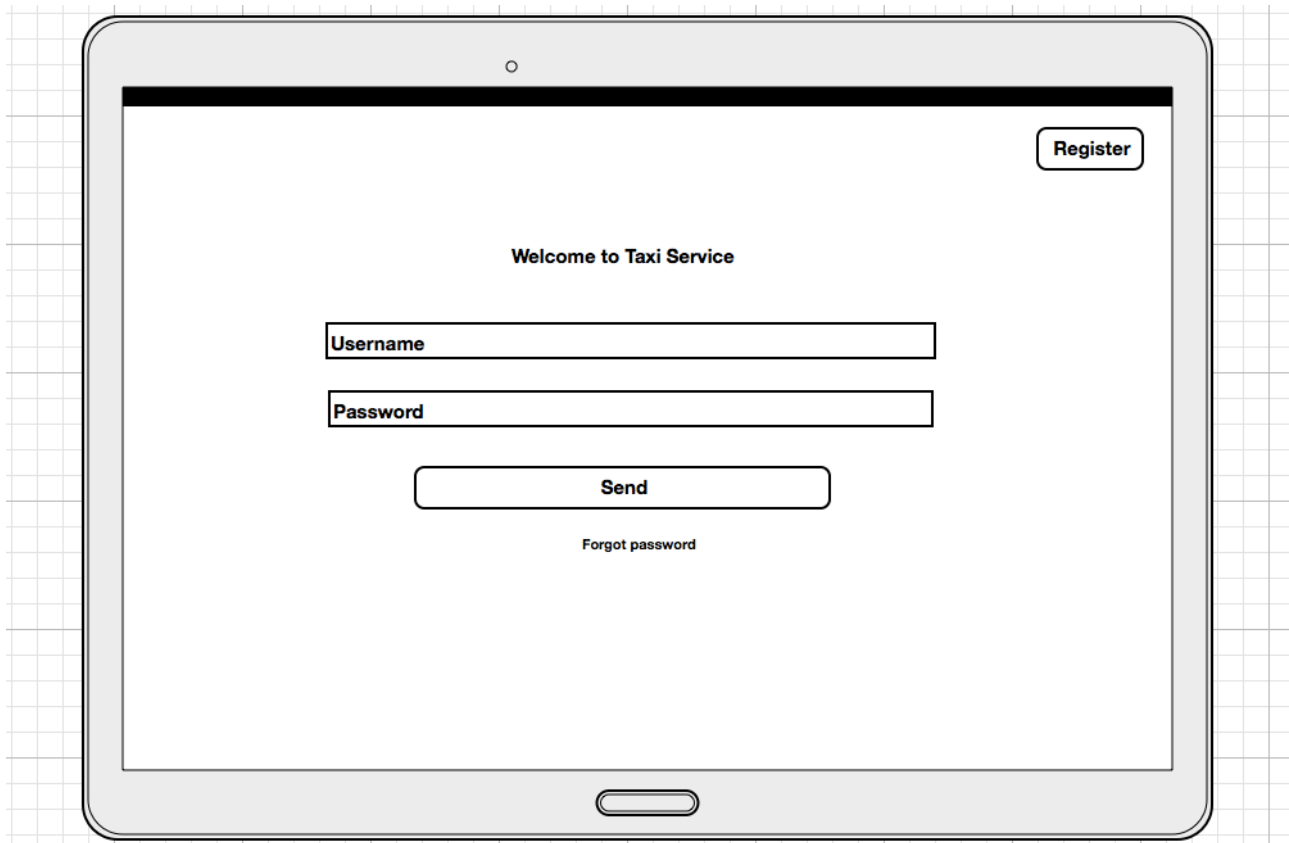 Register
Welcome to Taxi Service
Username
Password
Send
Forgot password